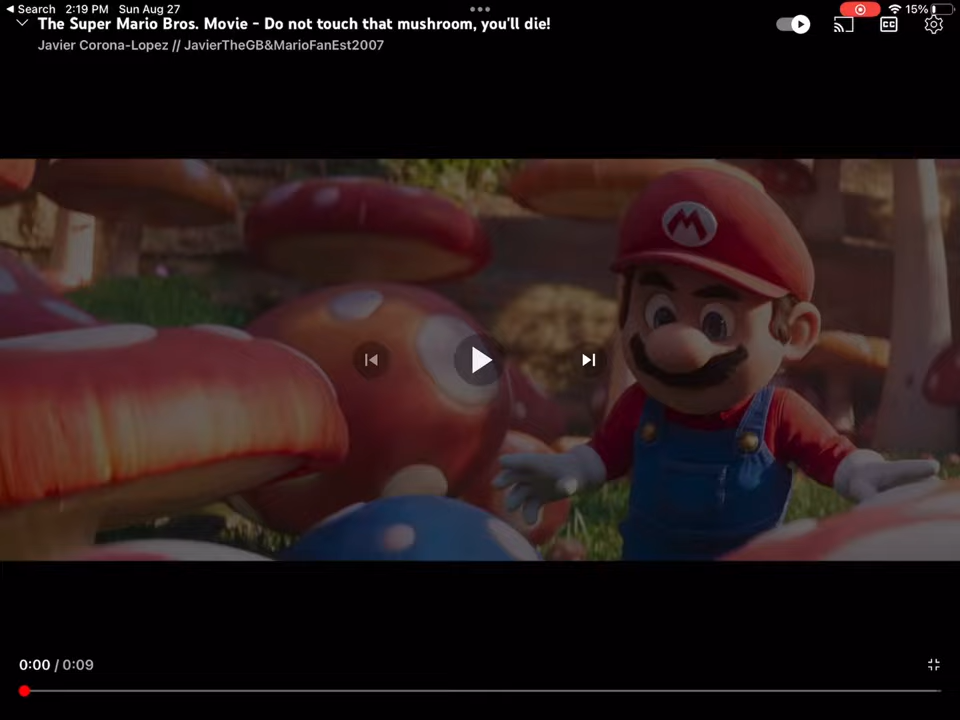 Search 2:19 PM Sun Aug 27
15%
The Super Mario Bros. Movie - Do not touch that mushroom, you'll die!
CC
Javier Corona-Lopez // JavierTheGB&MarioFanEst2007
M
0:00 / 0:09